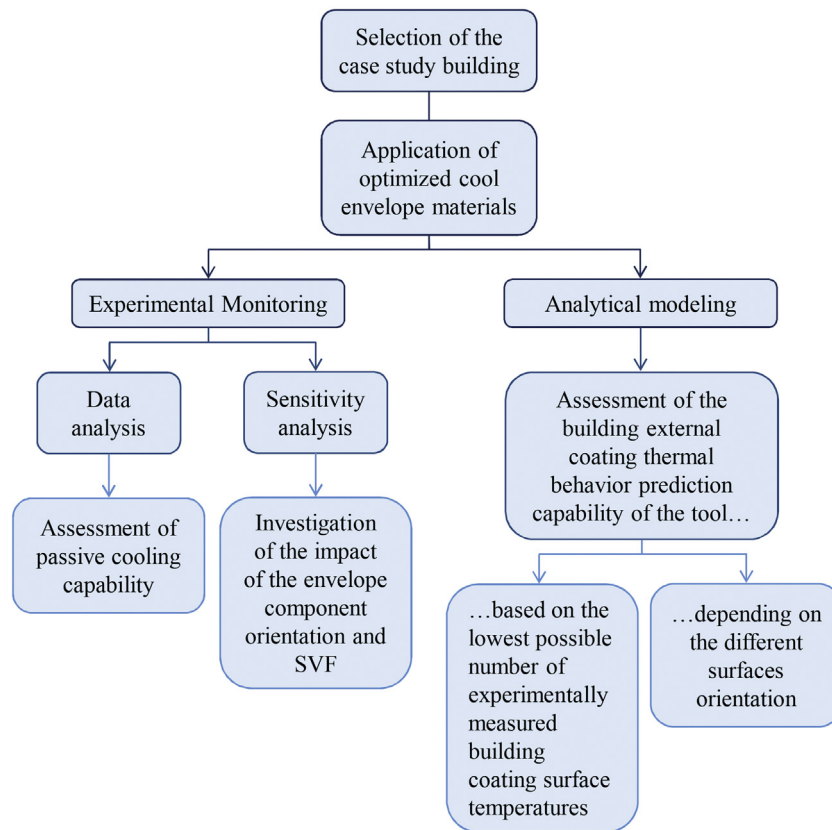 Selection of the
case study building
Application of
optimized cool
envelope materials
Experimental Monitoring
Analytical modeling
Data
analysis
Sensitivity
analysis
Assessment of the
building external
coating thermal
behavior prediction
capability of the tool…
Assessment of
passive cooling
capability
Investigation
of the impact
of the envelope
component
orientation and
SVF
…based on the
lowest possible
number of
experimentally
measured
building
coating surface
temperatures
…depending on
the different
surfaces
orientation